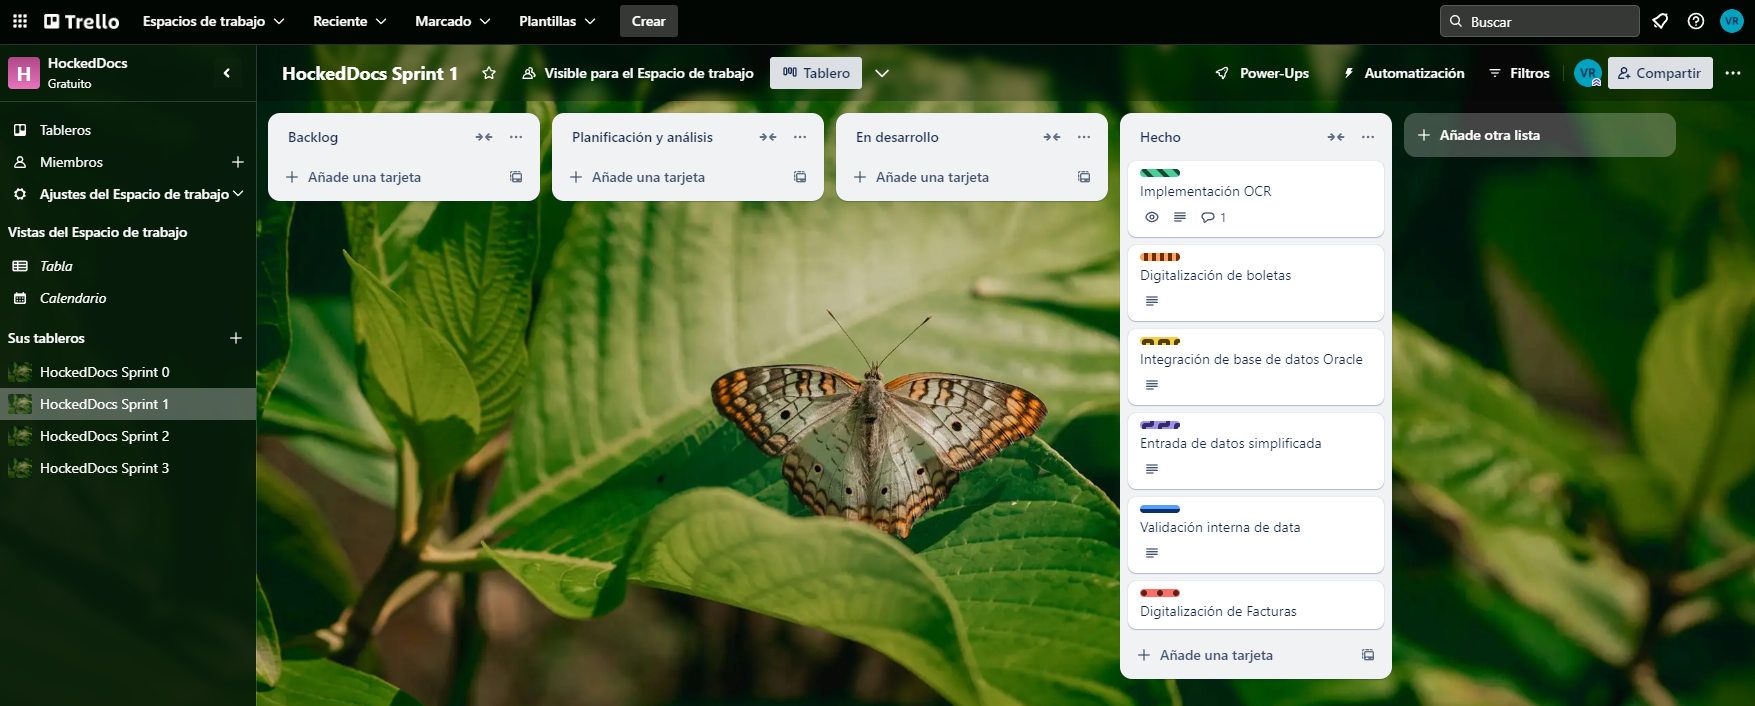 Trello
Espacios de trabajo
Reciente
Marcado
Plantillas
Crear
Buscar
VR
H
HockedDocs
Gratuito
HockedDocs Sprint 1
Visible para el Espacio de trabajo
Tablero
Power-Ups
Automatización
Filtros
VR
Compartir
Tableros
Miembros
Ajustes del Espacio de trabajo
Vistas del Espacio de trabajo
Tabla
Calendario
Sus tableros
HockedDocs Sprint 0
HockedDocs Sprint 1
HockedDocs Sprint 2
HockedDocs Sprint 3
Backlog
Añade una tarjeta
Planificación y análisis
Añade una tarjeta
En desarrollo
Añade una tarjeta
Hecho
Implementación OCR
1
Digitalización de boletas
Integración de base de datos Oracle
Entrada de datos simplificada
Validación interna de data
Digitalización de Facturas
Añade una tarjeta
Añade otra lista